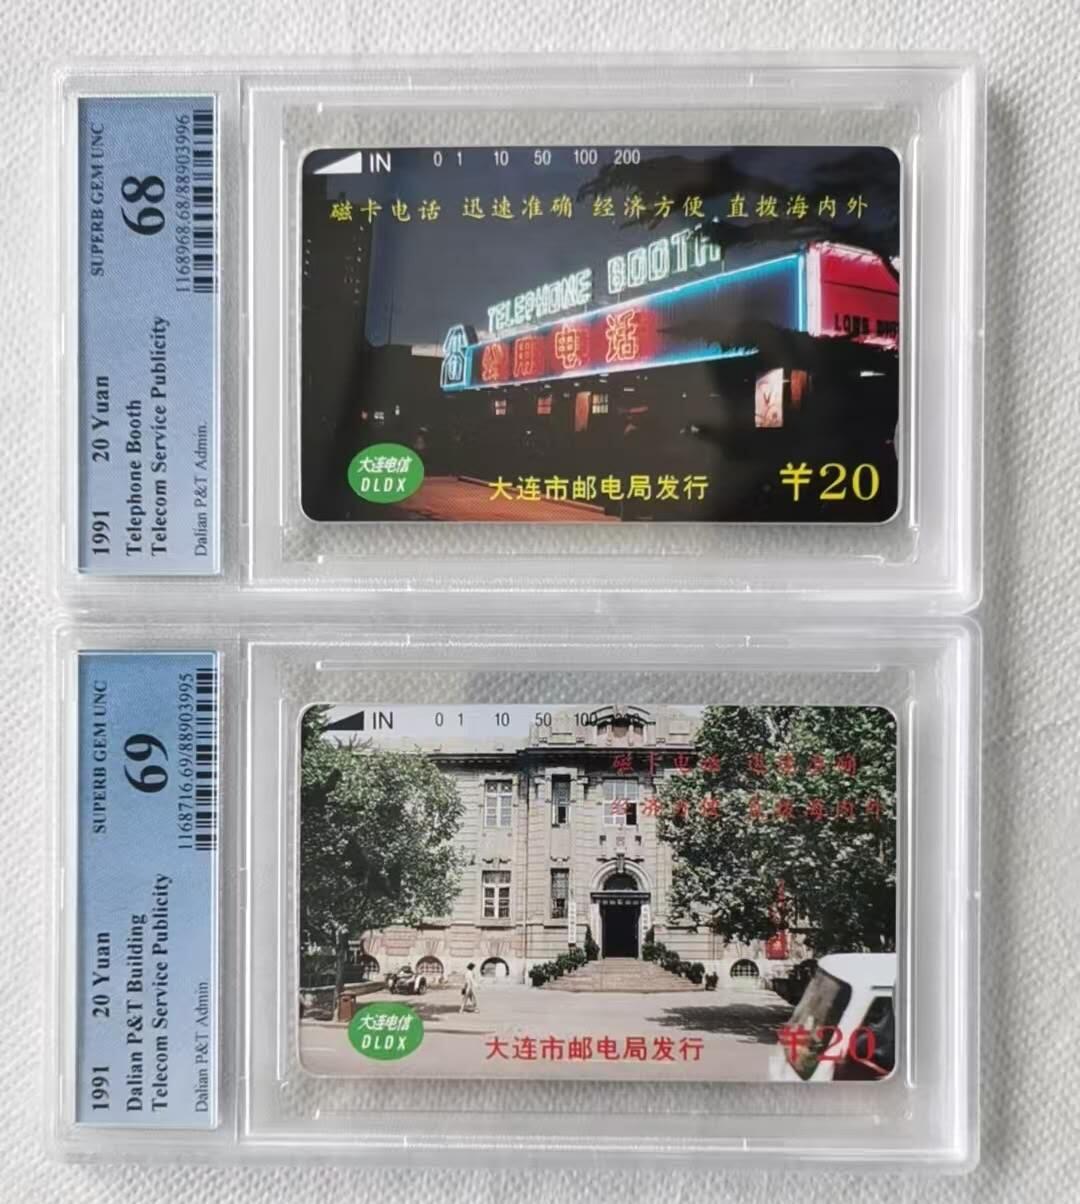 SUPERB GEM UNC
68
1168968.68/88903996
1991 20 Yuan
Telephone Booth
Telecom Service Publicity
Dalian P&T Admin.
IN 0 1 10 50 100 200
磁卡电话 迅速准确 经济方便 直拨海内外
TELEPHONE BOOTH
公用电话
大连电信
DLDX
大连市邮电局发行
¥20
SUPERB GEM UNC
69
1168716.69/88903995
1991 20 Yuan
Dalian P&T Building
Telecom Service Publicity
Dalian P&T Admin
IN 0 1 10 50 100 200
磁卡电话 迅速准确
经济方便 直拨海内外
大连电信
DLDX
大连市邮电局发行
¥20